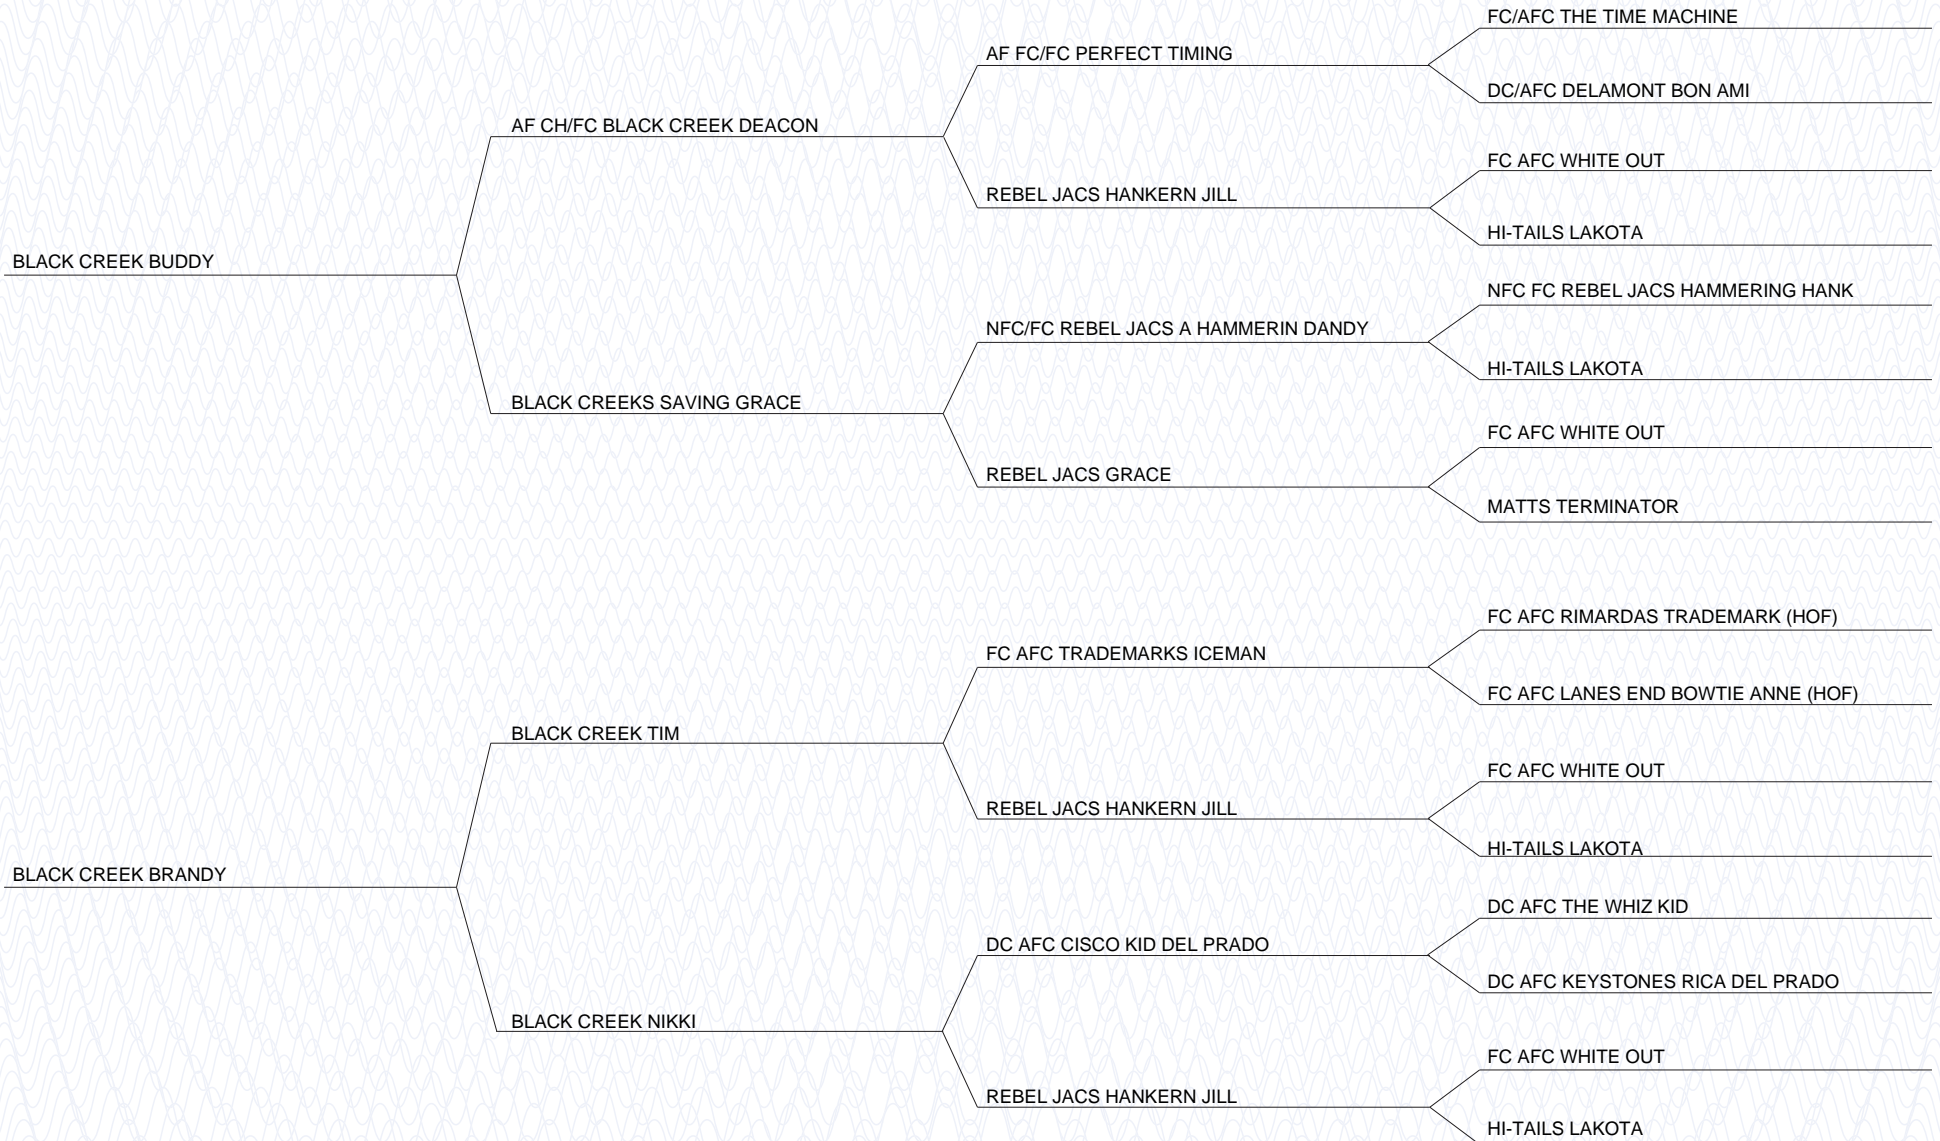 FC/AFC THE TIME MACHINE
AF FC/FC PERFECT TIMING
DC/AFC DELAMONT BON AMI
AF CH/FC BLACK CREEK DEACON
FC AFC WHITE OUT
REBEL JACS HANKERN JILL
HI-TAILS LAKOTA
BLACK CREEK BUDDY
NFC FC REBEL JACS HAMMERING HANK
NFC/FC REBEL JACS A HAMMERIN DANDY
HI-TAILS LAKOTA
BLACK CREEKS SAVING GRACE
FC AFC WHITE OUT
REBEL JACS GRACE
MATTS TERMINATOR
FC AFC RIMARDAS TRADEMARK (HOF)
FC AFC TRADEMARKS ICEMAN
FC AFC LANES END BOWTIE ANNE (HOF)
BLACK CREEK TIM
FC AFC WHITE OUT
REBEL JACS HANKERN JILL
HI-TAILS LAKOTA
BLACK CREEK BRANDY
DC AFC THE WHIZ KID
DC AFC CISCO KID DEL PRADO
DC AFC KEYSTONES RICA DEL PRADO
BLACK CREEK NIKKI
FC AFC WHITE OUT
REBEL JACS HANKERN JILL
HI-TAILS LAKOTA